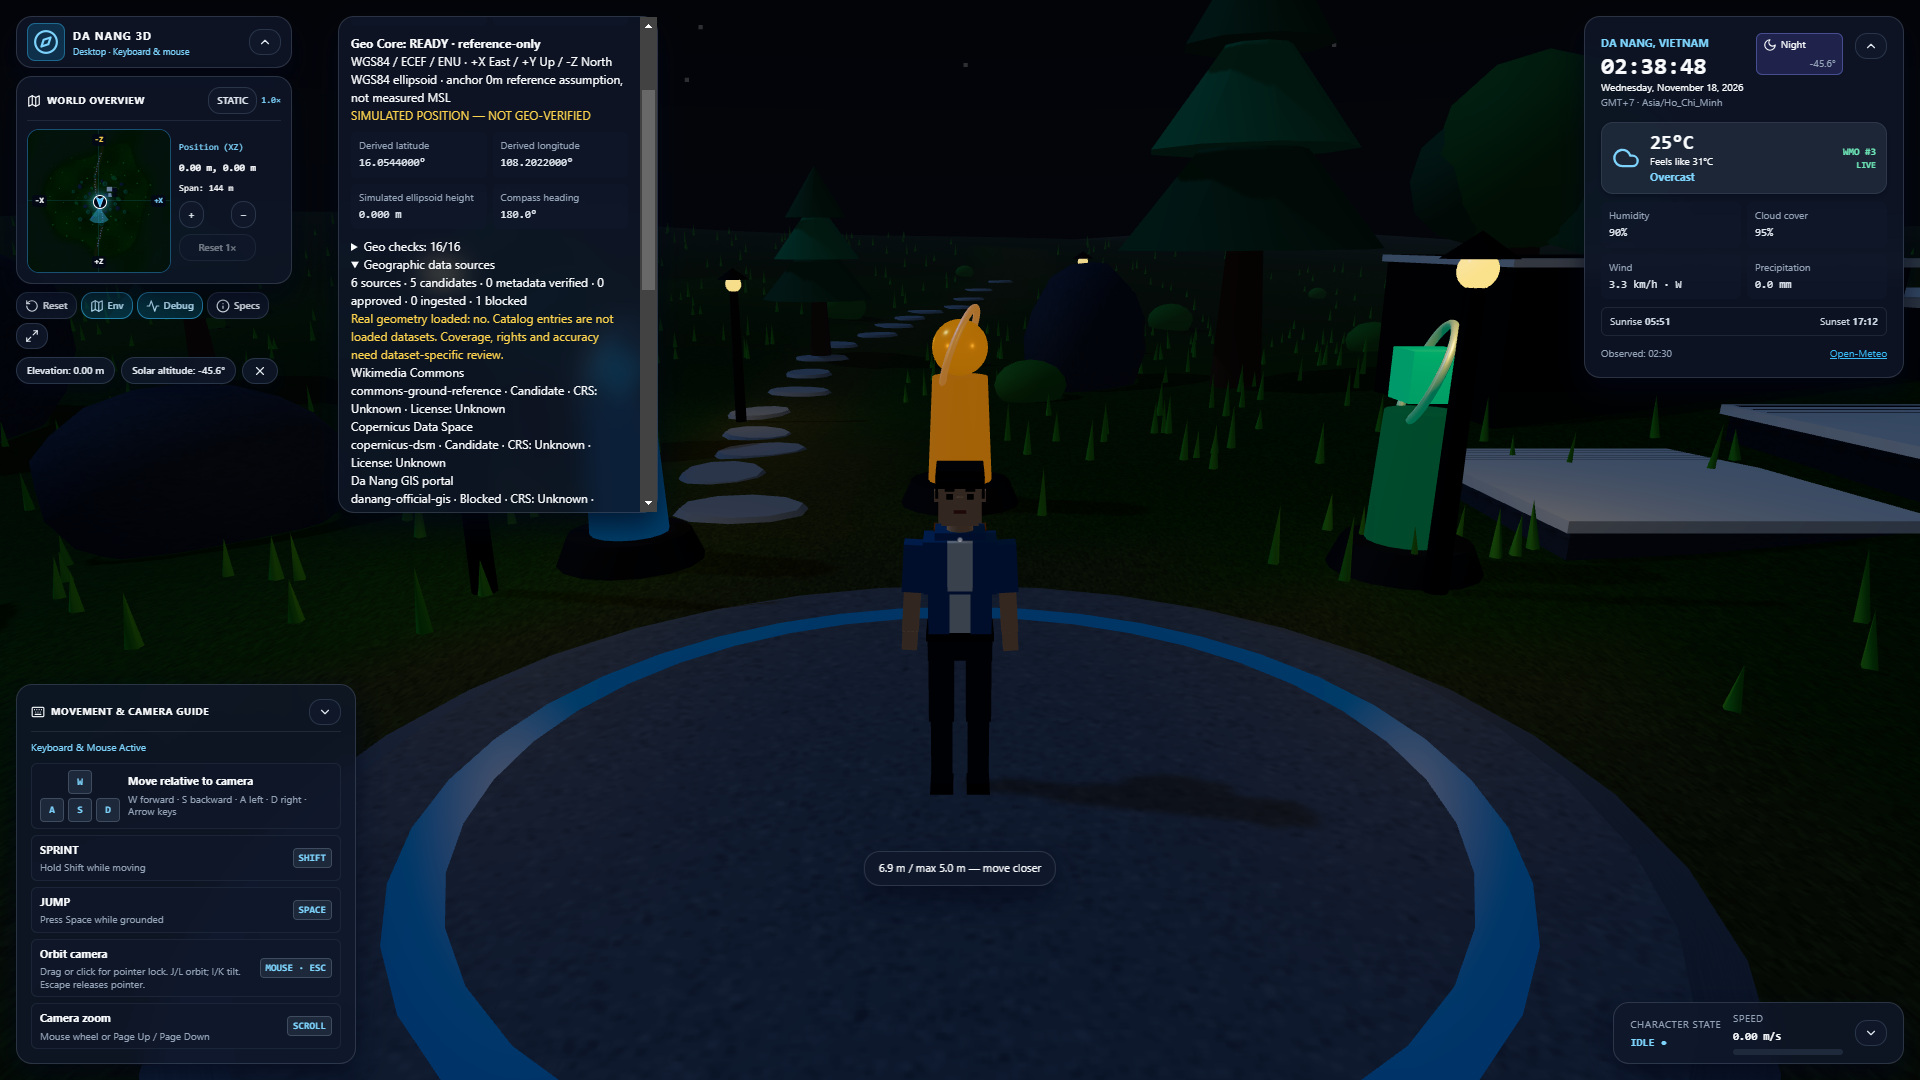 DA NANG 3D
Desktop · Keyboard & mouse
WORLD OVERVIEW
STATIC
1.0×
-Z
-X
+X
+Z
Position (XZ)
0.00 m, 0.00 m
Span: 144 m
+
−
Reset 1×
Reset
Env
Debug
Specs
Elevation: 0.00 m
Solar altitude: -45.6°
Geo Core: READY · reference-only
WGS84 / ECEF / ENU · +X East / +Y Up / -Z North
WGS84 ellipsoid · anchor 0m reference assumption,
not measured MSL
SIMULATED POSITION — NOT GEO-VERIFIED
Derived latitude
16.0544000°
Derived longitude
108.2022000°
Simulated ellipsoid height
0.000 m
Compass heading
180.0°
Geo checks: 16/16
Geographic data sources
6 sources · 5 candidates · 0 metadata verified · 0
approved · 0 ingested · 1 blocked
Real geometry loaded: no. Catalog entries are not
loaded datasets. Coverage, rights and accuracy
need dataset-specific review.
Wikimedia Commons
commons-ground-reference · Candidate · CRS:
Unknown · License: Unknown
Copernicus Data Space
copernicus-dsm · Candidate · CRS: Unknown ·
License: Unknown
Da Nang GIS portal
danang-official-gis · Blocked · CRS: Unknown ·
DA NANG, VIETNAM
02:38:48
Wednesday, November 18, 2026
GMT+7 · Asia/Ho_Chi_Minh
Night
-45.6°
25°C
Feels like 31°C
Overcast
WMO #3
LIVE
Humidity
90%
Cloud cover
95%
Wind
3.3 km/h · W
Precipitation
0.0 mm
Sunrise 05:51
Sunset 17:12
Observed: 02:30
Open-Meteo
MOVEMENT & CAMERA GUIDE
Keyboard & Mouse Active
W
A
S
D
Move relative to camera
W forward · S backward · A left · D right ·
Arrow keys
SPRINT
Hold Shift while moving
SHIFT
JUMP
Press Space while grounded
SPACE
Orbit camera
Drag or click for pointer lock. J/L orbit; I/K tilt.
Escape releases pointer.
MOUSE · ESC
Camera zoom
Mouse wheel or Page Up / Page Down
SCROLL
6.9 m / max 5.0 m — move closer
CHARACTER STATE
IDLE
SPEED
0.00 m/s